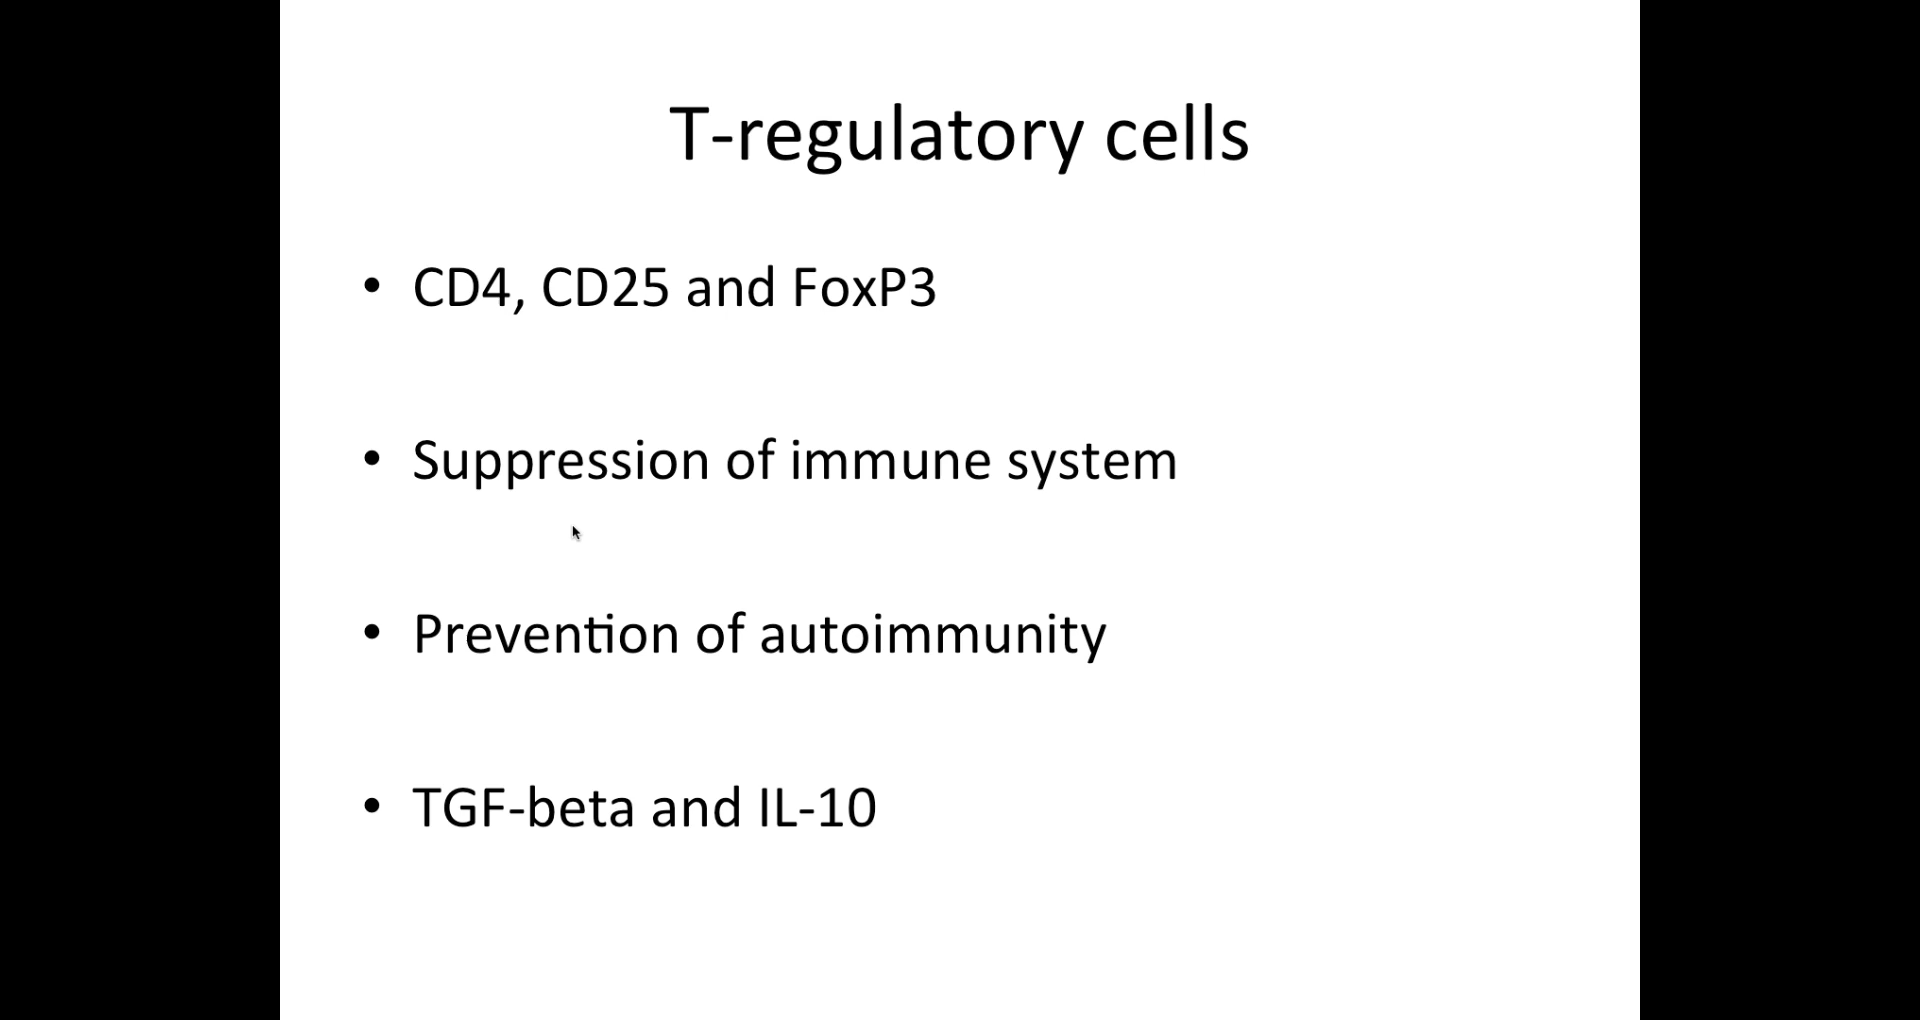 T-regulatory cells
• CD4, CD25 and FoxP3
• Suppression of immune system
• Prevention of autoimmunity
• TGF-beta and IL-10